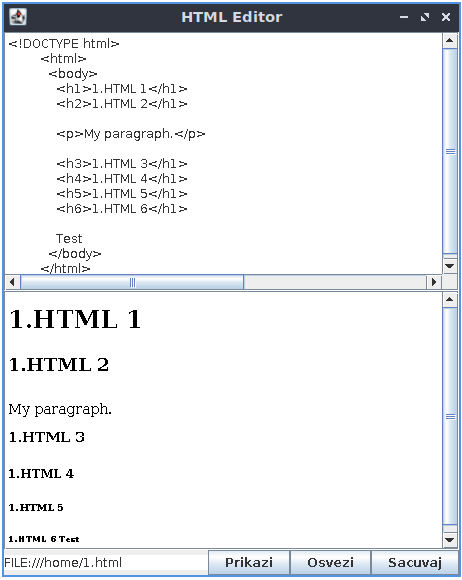 HTML Editor
<!DOCTYPE html>
<html>
<body>
<h1>1.HTML 1</h1>
<h2>1.HTML 2</h1>
<p>My paragraph.</p>
<h3>1.HTML 3</h1>
<h4>1.HTML 4</h1>
<h5>1.HTML 5</h1>
<h6>1.HTML 6</h1>
Test
</body>
</html>
1.HTML 1
1.HTML 2
My paragraph.
1.HTML 3
1.HTML 4
1.HTML 5
1.HTML 6 Test
FILE:///home/1.html Prikazi Osvezi Sacuvaj